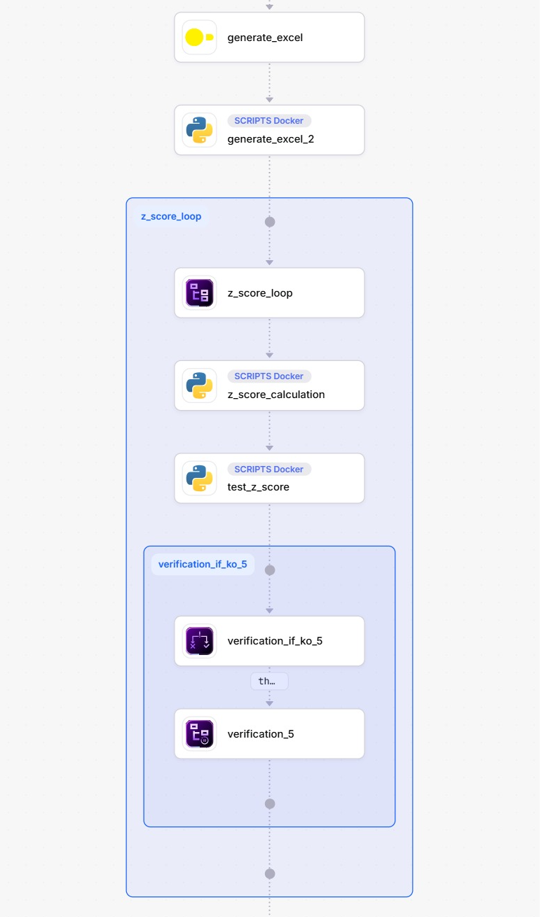 generate_excel
SCRIPTS Docker
generate_excel_2
z_score_loop
z_score_loop
SCRIPTS Docker
z_score_calculation
SCRIPTS Docker
test_z_score
verification_if_ko_5
verification_if_ko_5
th…
verification_5